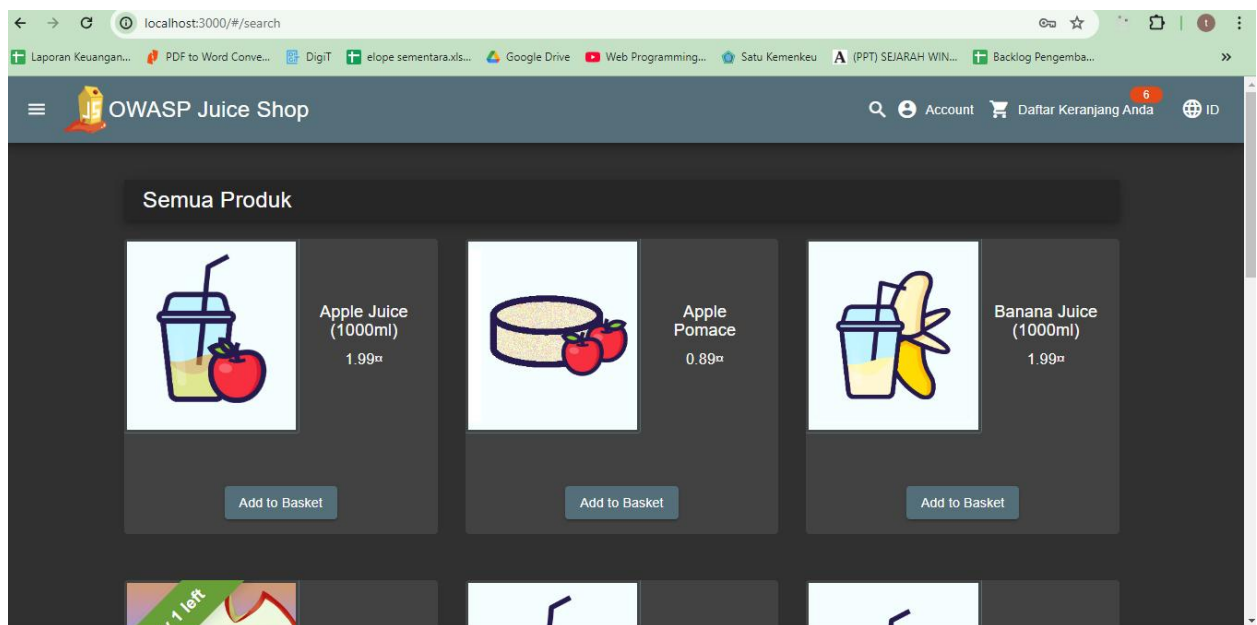 localhost:3000/#/search
Laporan Keuangan... PDF to Word Conve... DigiT elope sementara.xls... Google Drive Web Programming... Satu Kemenkeu A (PPT) SEJARAH WIN... Backlog Pengemba... »
OWASP Juice Shop Account Daftar Keranjang Anda 6 ID
Semua Produk
Apple Juice
(1000ml)
1.99¤
Add to Basket
Apple
Pomace
0.89¤
Add to Basket
Banana Juice
(1000ml)
1.99¤
Add to Basket
1 left